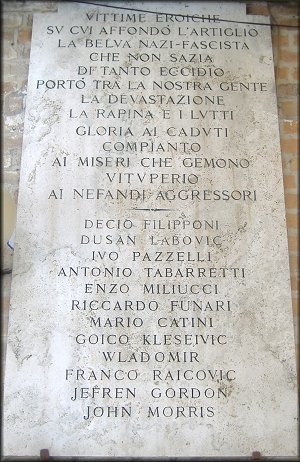 VITTIME EROICHE
SV CVI AFFONDO L'ARTIGLIO
LA BELVA NAZI-FASCISTA
CHE NON SAZIA
DI TANTO ECCIDIO
PORTO TRA LA NOSTRA GENTE
LA DEVASTAZIONE
LA RAPINA E I LVTTI
GLORIA AI CADVTI
COMPIANTO
AI MISERI CHE GEMONO
VITVPERIO
AI NEFANDI AGGRESSORI
DECIO FILIPPONI
DUSAN LABOVIC
IVO PAZZELLI
ANTONIO TABARRETTI
ENZO MILIUCCI
RICCARDO FUNARI
MARIO CATINI
GOICO KLESEIVIC
WLADOMIR
FRANCO RAICOVIC
JEFREN GORDON
JOHN MORRIS